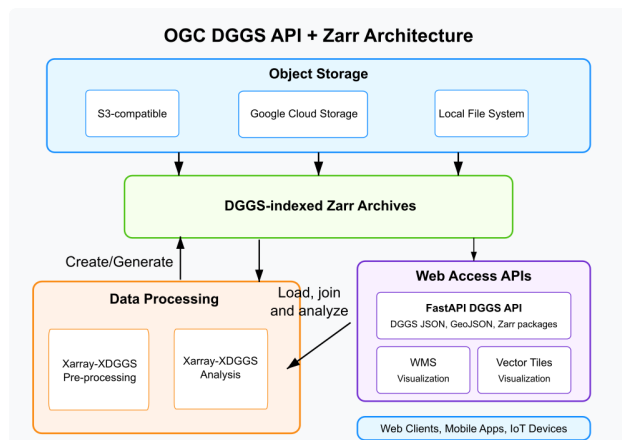 OGC DGGS API + Zarr Architecture
Object Storage
S3-compatible
Google Cloud Storage
Local File System
DGGS-indexed Zarr Archives
Create/Generate
Load, join
and analyze
Data Processing
Xarray-XDGGS
Pre-processing
Xarray-XDGGS
Analysis
Web Access APIs
FastAPI DGGS API
DGGS JSON, GeoJSON, Zarr packages
WMS
Visualization
Vector Tiles
Visualization
Web Clients, Mobile Apps, IoT Devices